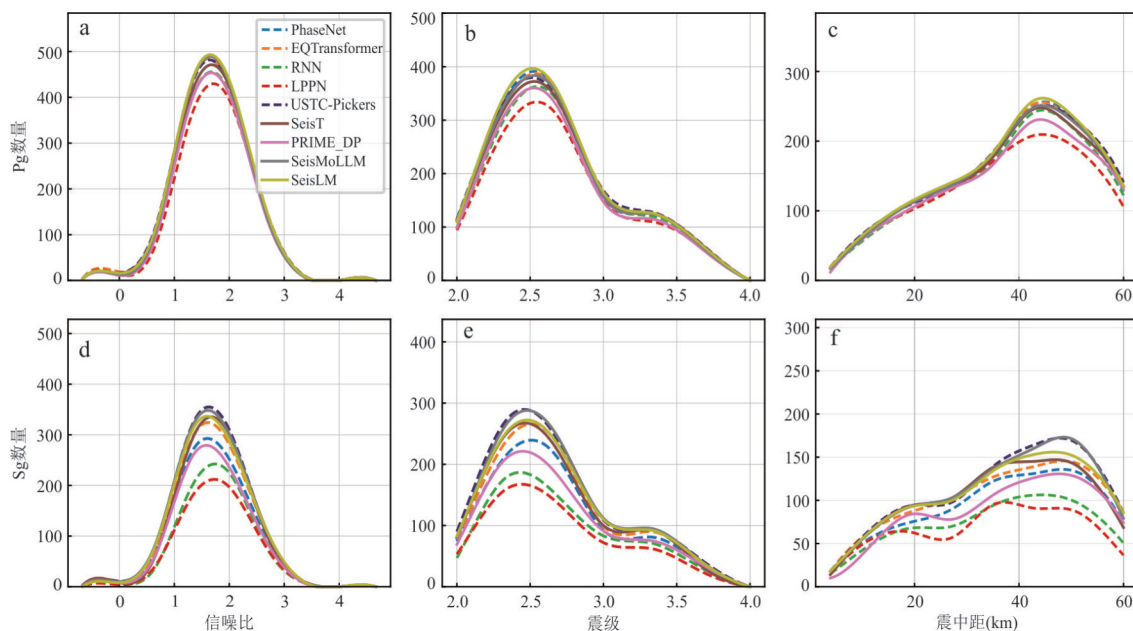 a
b
c
PhaseNet
EQTransformer
RNN
LPPN
USTC-Pickers
SeisT
PRIME_DP
SeisMoLLM
SeisLM
Pg数量
500
400
300
200
100
0
0 1 2 3 4
400
300
200
100
0
2.0 2.5 3.0 3.5 4.0
300
200
100
0
20 40 60
d
e
f
Sg数量
500
400
300
200
100
0
0 1 2 3 4
信噪比
400
300
200
100
0
2.0 2.5 3.0 3.5 4.0
震级
300
250
200
150
100
50
0
20 40 60
震中距(km)